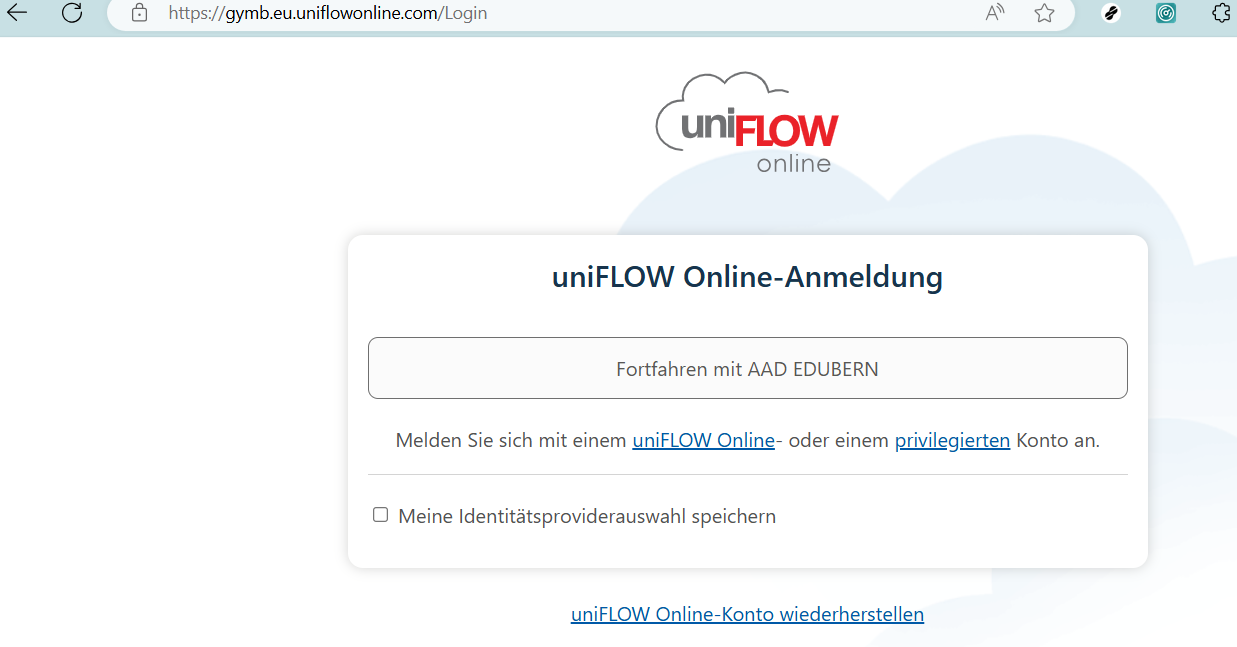 https://gymb.eu.uniflowonline.com/Login
uniFLOW
online
uniFLOW Online-Anmeldung
Fortfahren mit AAD EDUBERN
Melden Sie sich mit einem uniFLOW Online- oder einem privilegierten Konto an.
Meine Identitätsproviderauswahl speichern
uniFLOW Online-Konto wiederherstellen